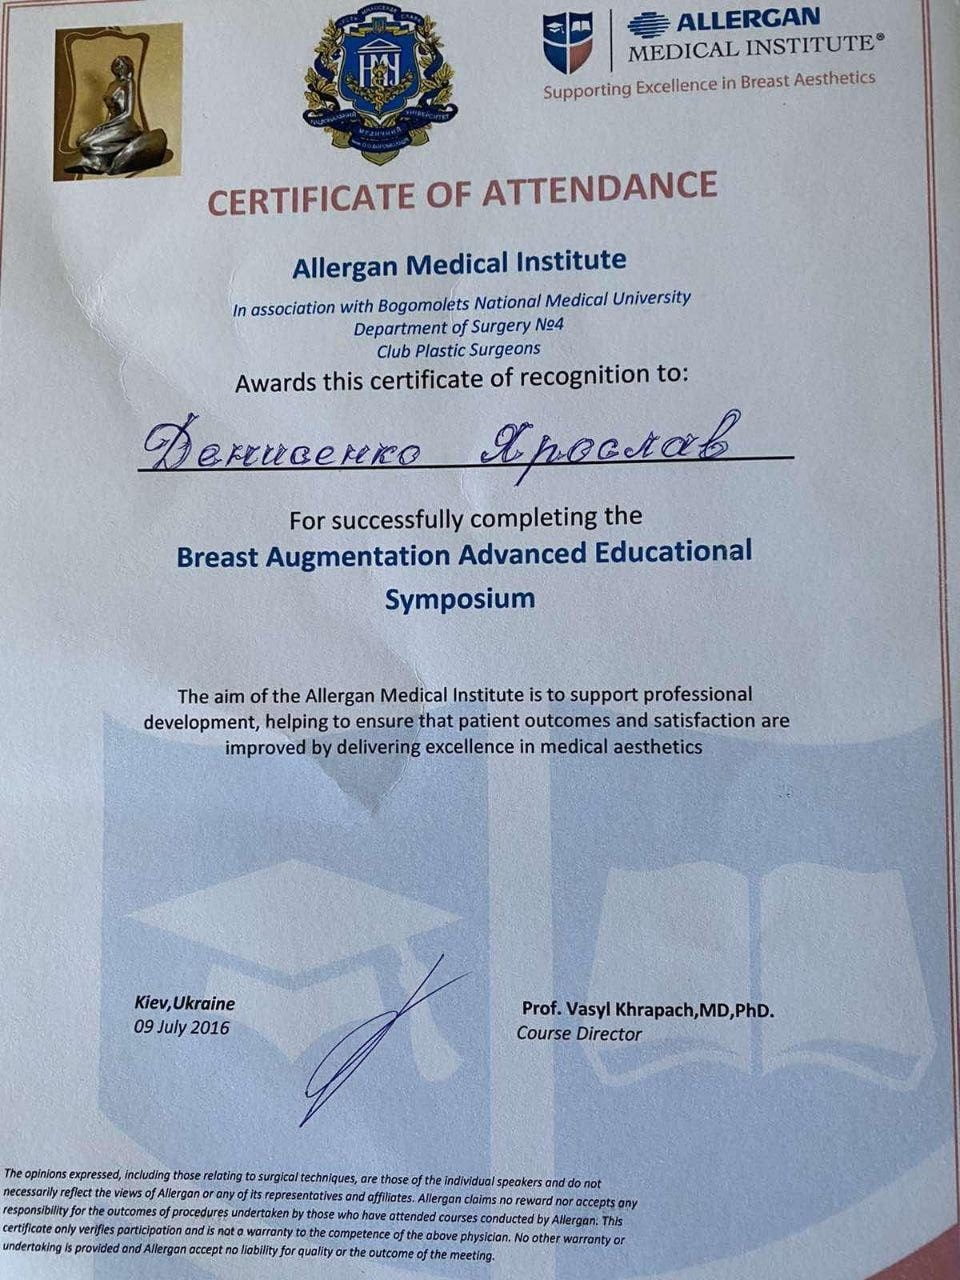 ALLERGAN
MEDICAL INSTITUTE®
Supporting Excellence in Breast Aesthetics
НМУ
МЕДИЧНИЙ
УНІВЕРСИТЕТ
CERTIFICATE OF ATTENDANCE
Allergan Medical Institute
In association with Bogomolets National Medical University
Department of Surgery №4
Club Plastic Surgeons
Awards this certificate of recognition to:
Денисенко Ярослав
For successfully completing the
Breast Augmentation Advanced Educational
Symposium
The aim of the Allergan Medical Institute is to support professional
development, helping to ensure that patient outcomes and satisfaction are
improved by delivering excellence in medical aesthetics
Kiev,Ukraine
09 July 2016
Prof. Vasyl Khrapach,MD,PhD.
Course Director
The opinions expressed, including those relating to surgical techniques, are those of the individual speakers and do not
necessarily reflect the views of Allergan or any of its representatives and affiliates. Allergan claims no reward nor accepts any
responsibility for the outcomes of procedures undertaken by those who have attended courses conducted by Allergan. This
certificate only verifies participation and is not a warranty to the competence of the above physician. No other warranty or
undertaking is provided and Allergan accept no liability for quality or the outcome of the meeting.